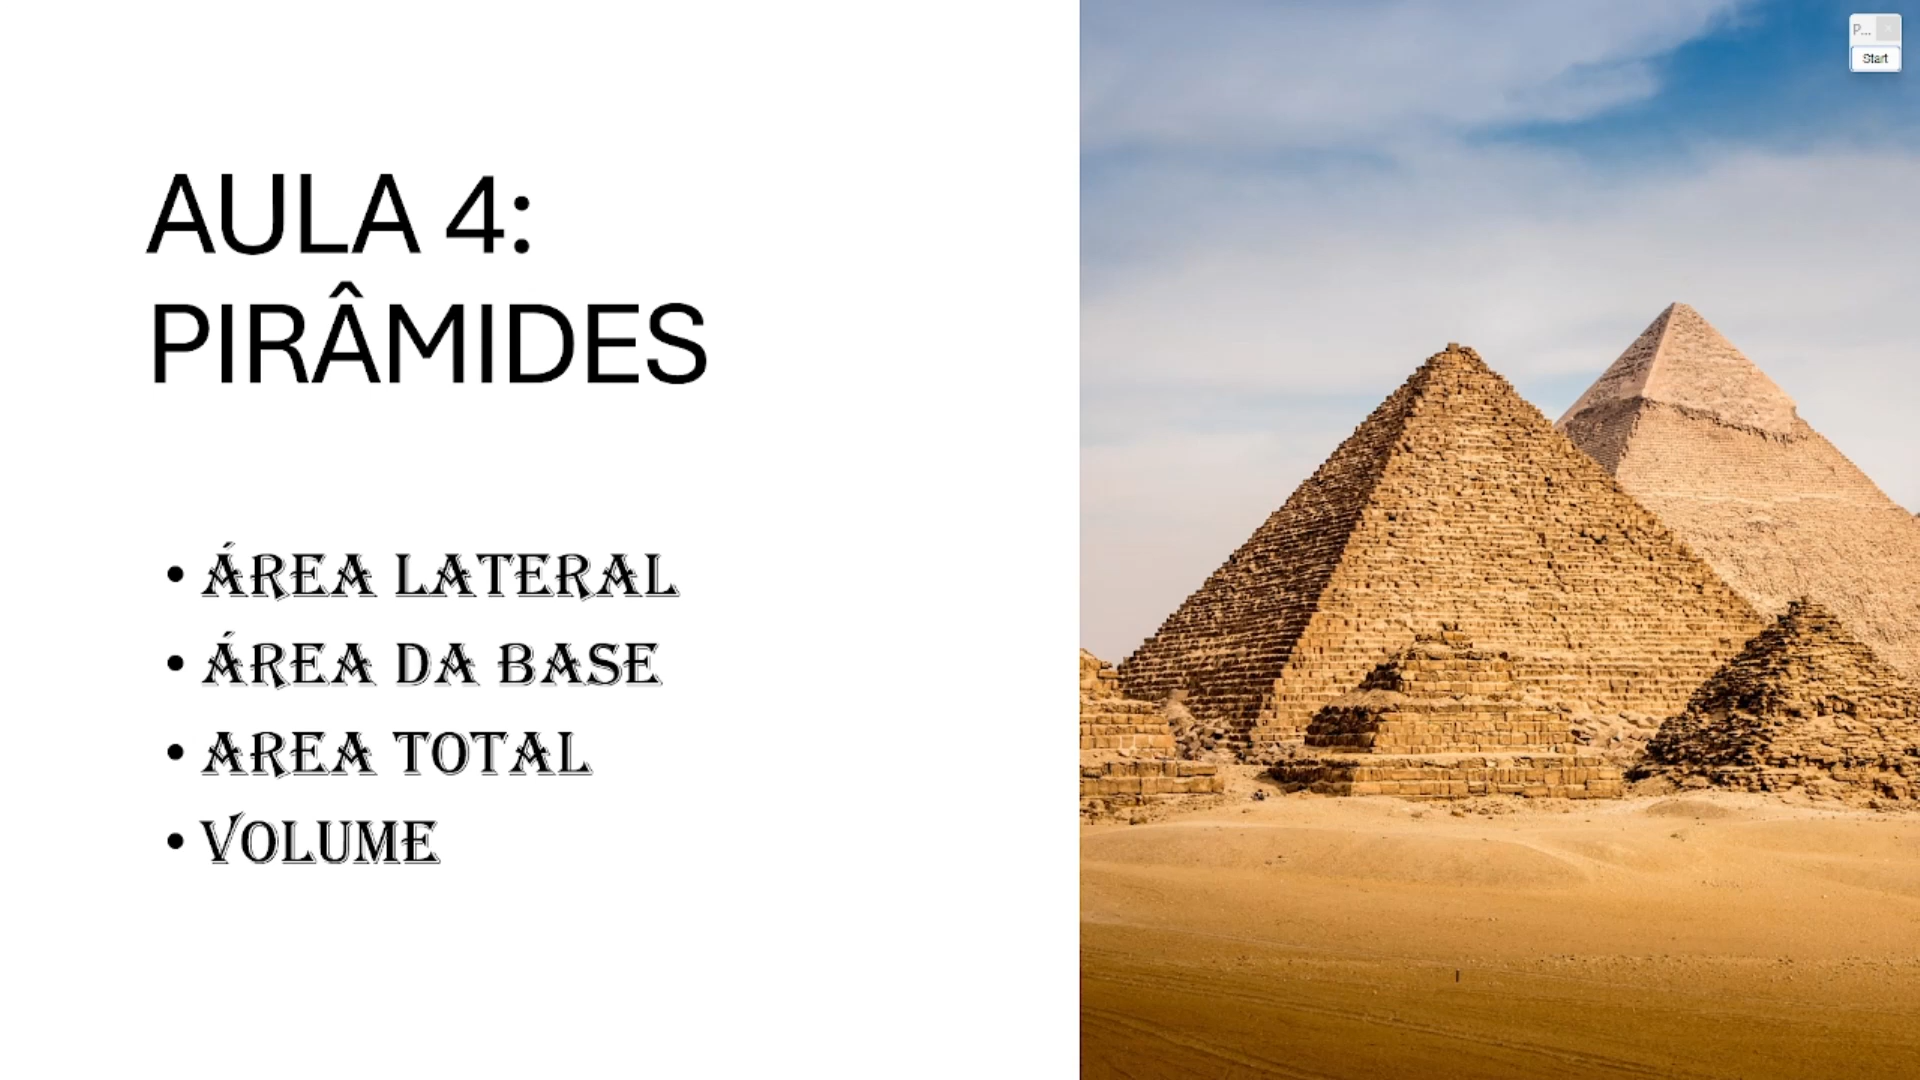 AULA 4:
PIRÂMIDES
• ÁREA LATERAL
• ÁREA DA BASE
• AREA TOTAL
• VOLUME
P...
Start